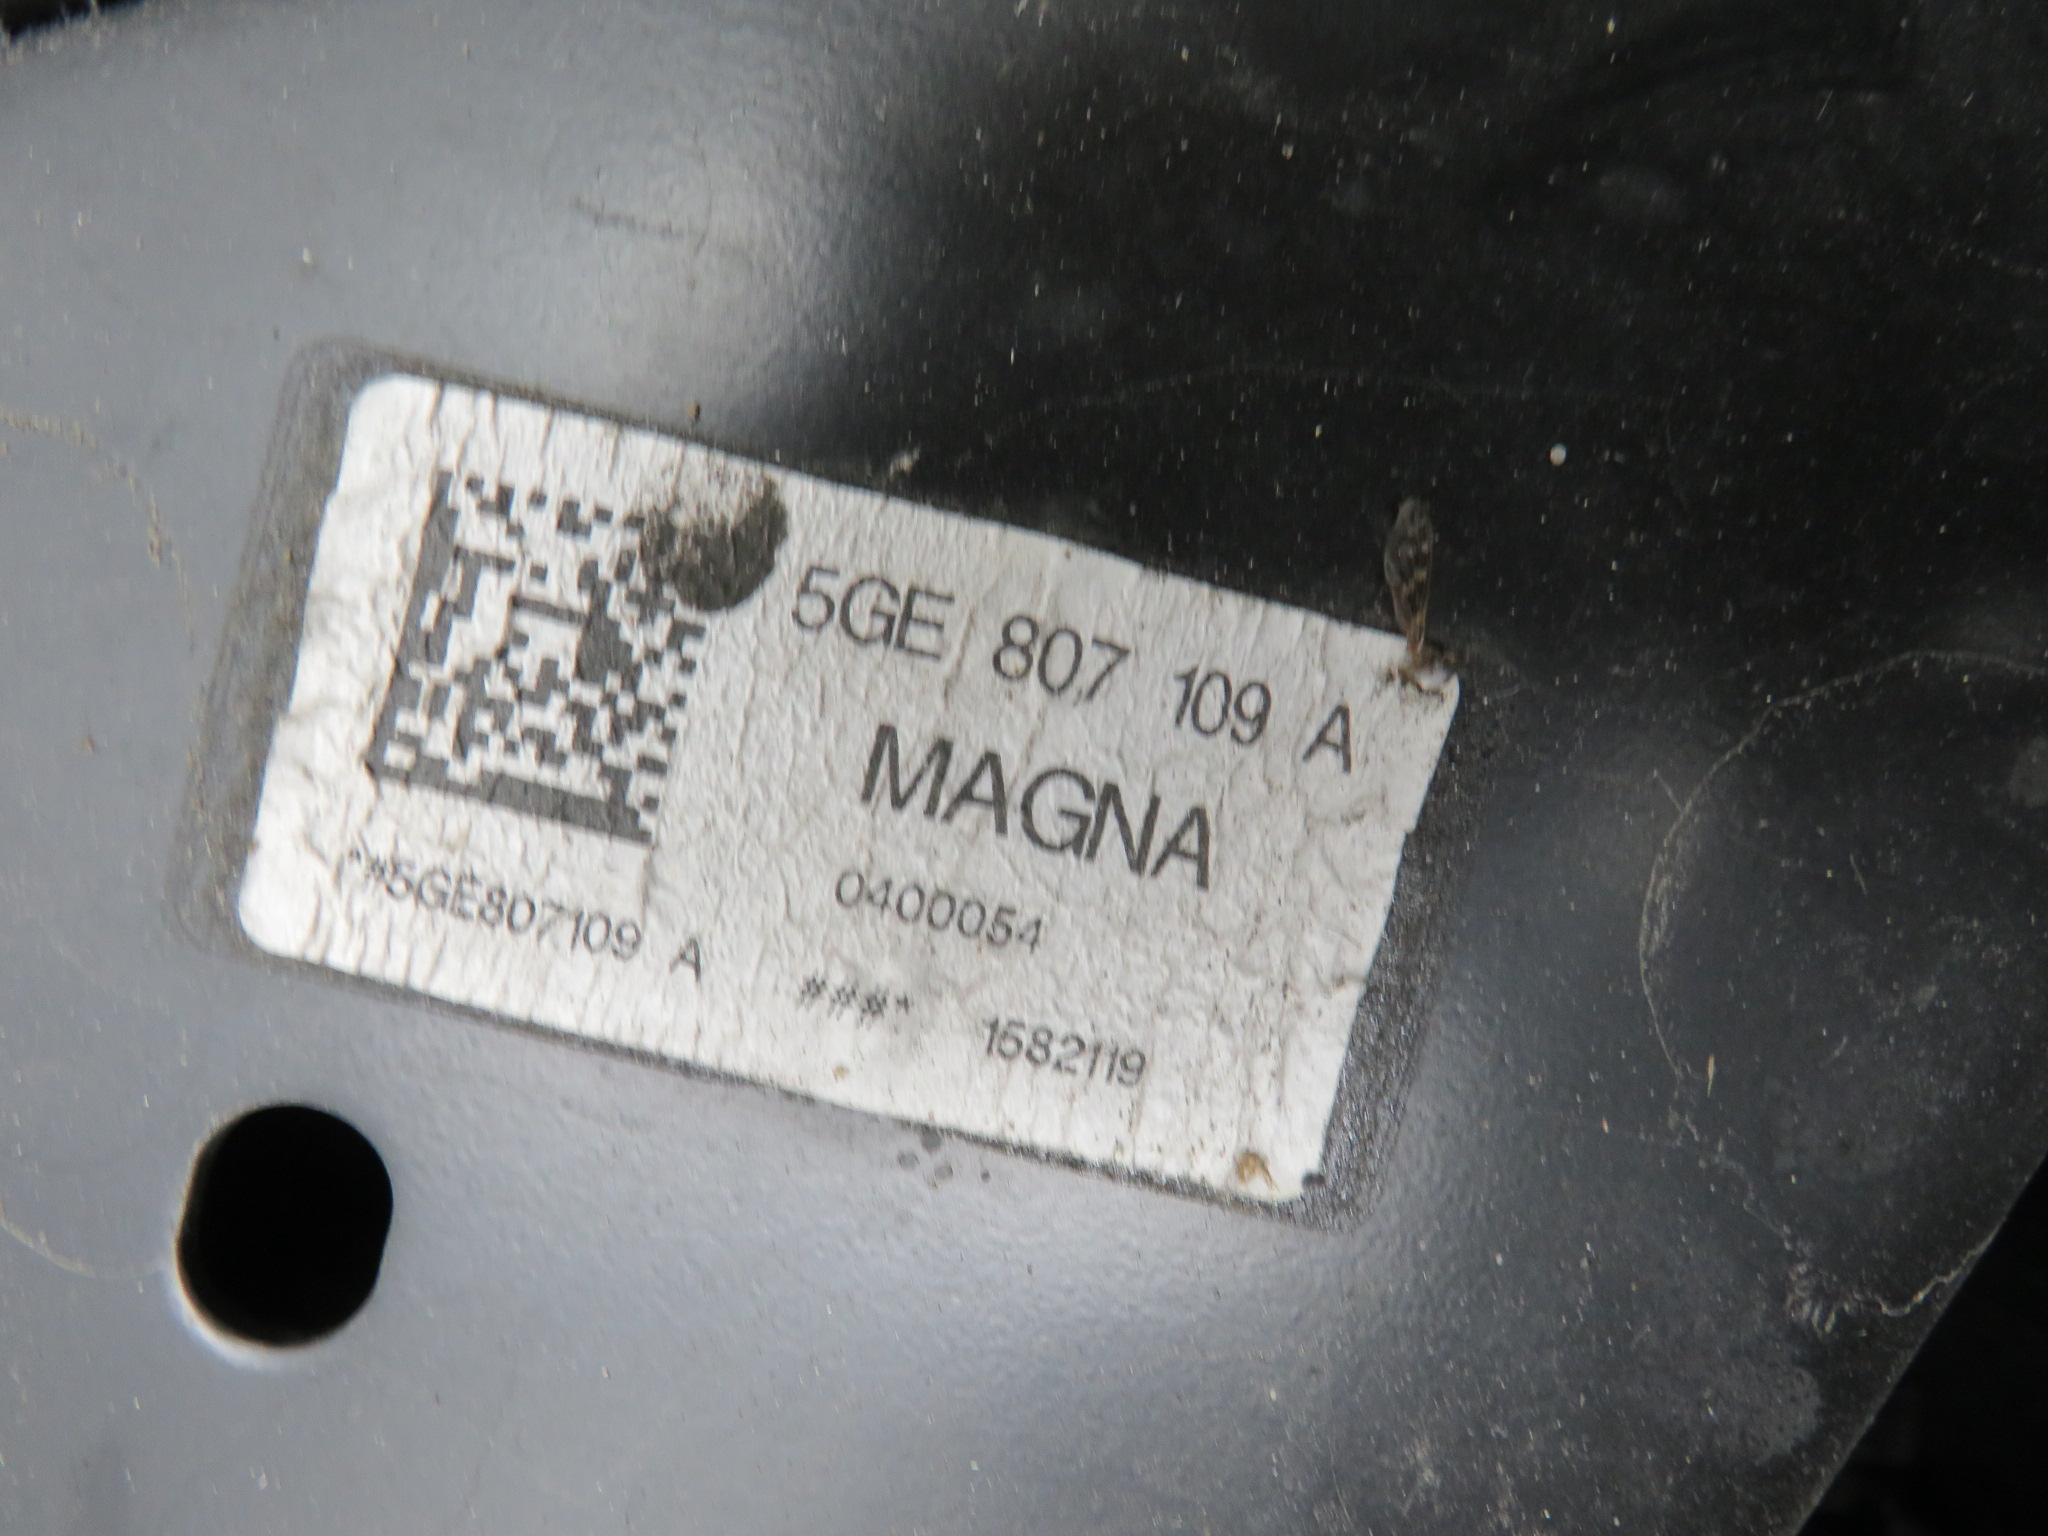 5GE 807 109 A
MAGNA
0400054
*#5GE807109 A ###* 1582119